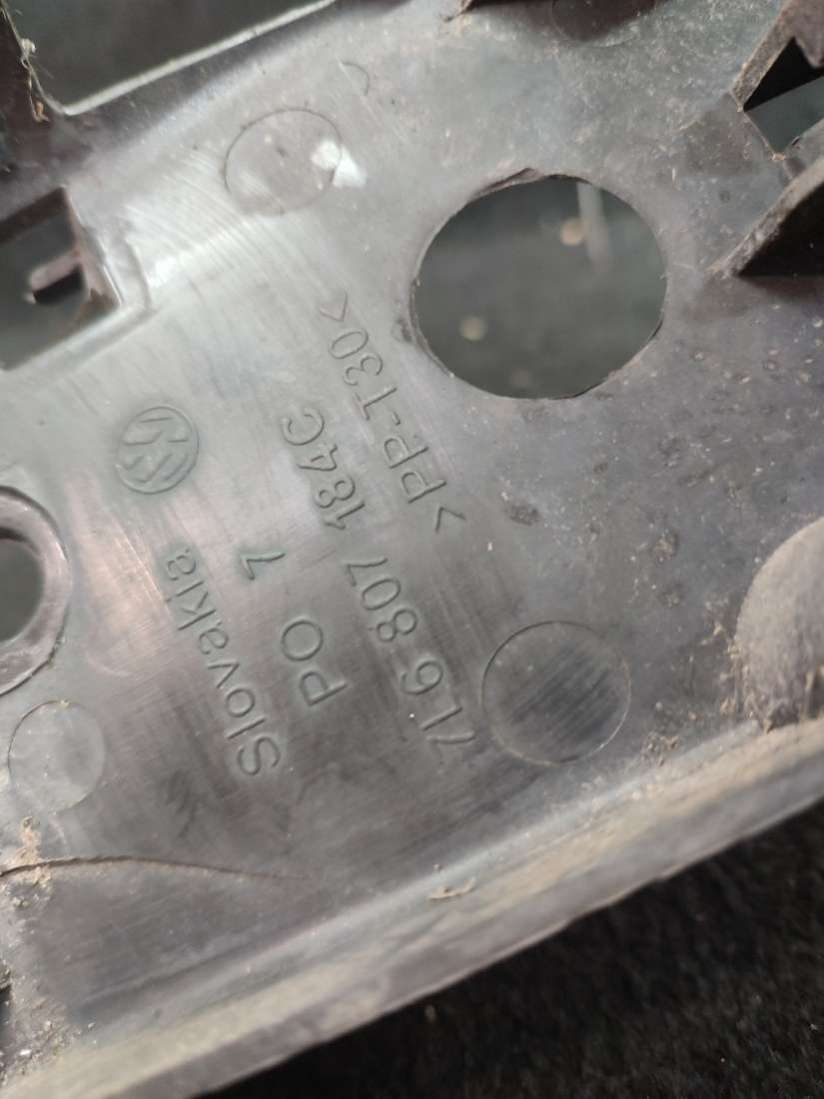 >PP-T30<
7L6 807 184C
PO 7
Slovakia